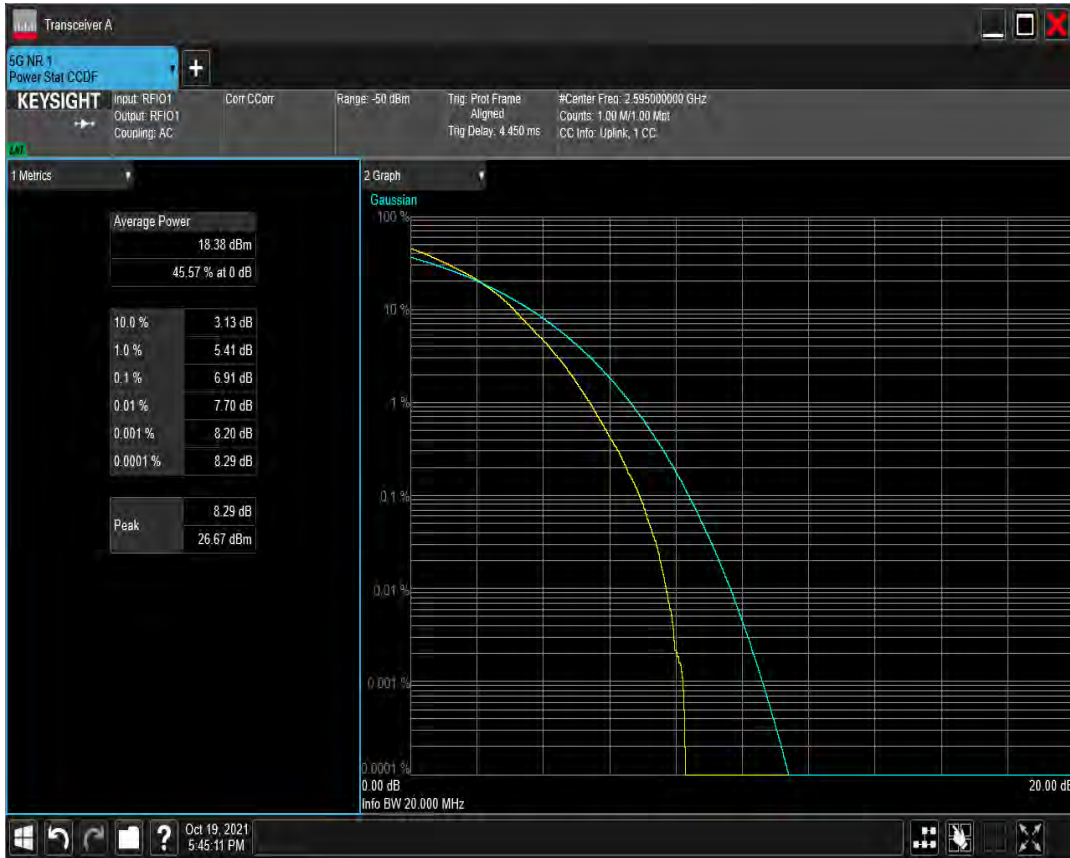 Transceiver A
5G NR 1
Power Stat CCDF
+
KEYSIGHT
Input: RFIO1
Output: RFIO1
Coupling: AC
Corr CCorr
Range: -50 dBm
Trig: Prot Frame
Aligned
Trig Delay: 4.450 ms
#Center Freq: 2.595000000 GHz
Counts: 1.00 M/1.00 Mpt
CC Info: Uplink, 1 CC
1 Metrics
Average Power
18.38 dBm
45.57 % at 0 dB
10.0 % 3.13 dB
1.0 % 5.41 dB
0.1 % 6.91 dB
0.01 % 7.70 dB
0.001 % 8.20 dB
0.0001 % 8.29 dB
Peak
8.29 dB
26.67 dBm
2 Graph
Gaussian
100 %
10 %
1 %
0.1 %
0.01 %
0.001 %
0.0001 %
0.00 dB
20.00 dB
Info BW 20.000 MHz
?
Oct 19, 2021
5:45:11 PM